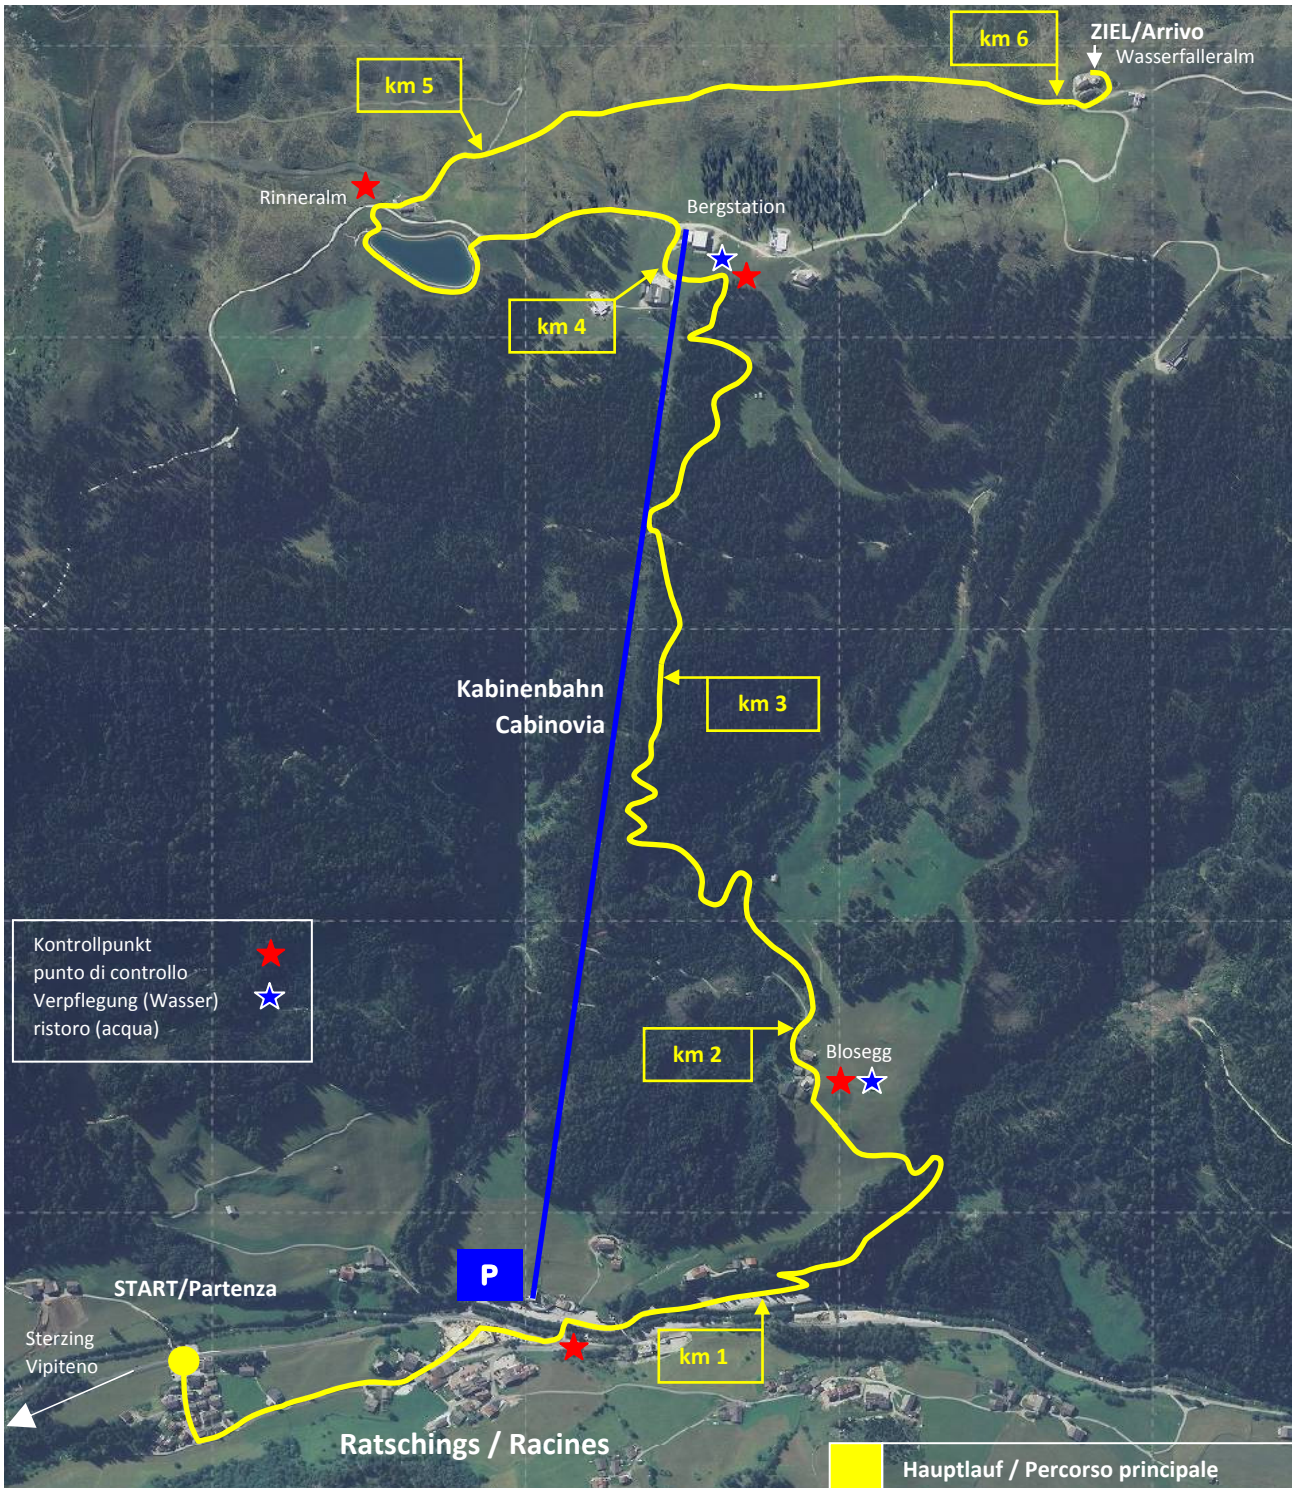 ZIEL/Arrivo
Wasserfalleralm
km 6
km 5
Rinneralm
Bergstation
km 4
Kabinenbahn
Cabinovia
km 3
Kontrollpunkt
punto di controllo
Verpflegung (Wasser)
ristoro (acqua)
km 2
Blosegg
P
START/Partenza
Sterzing
Vipiteno
km 1
Ratschings / Racines
Hauptlauf / Percorso principale